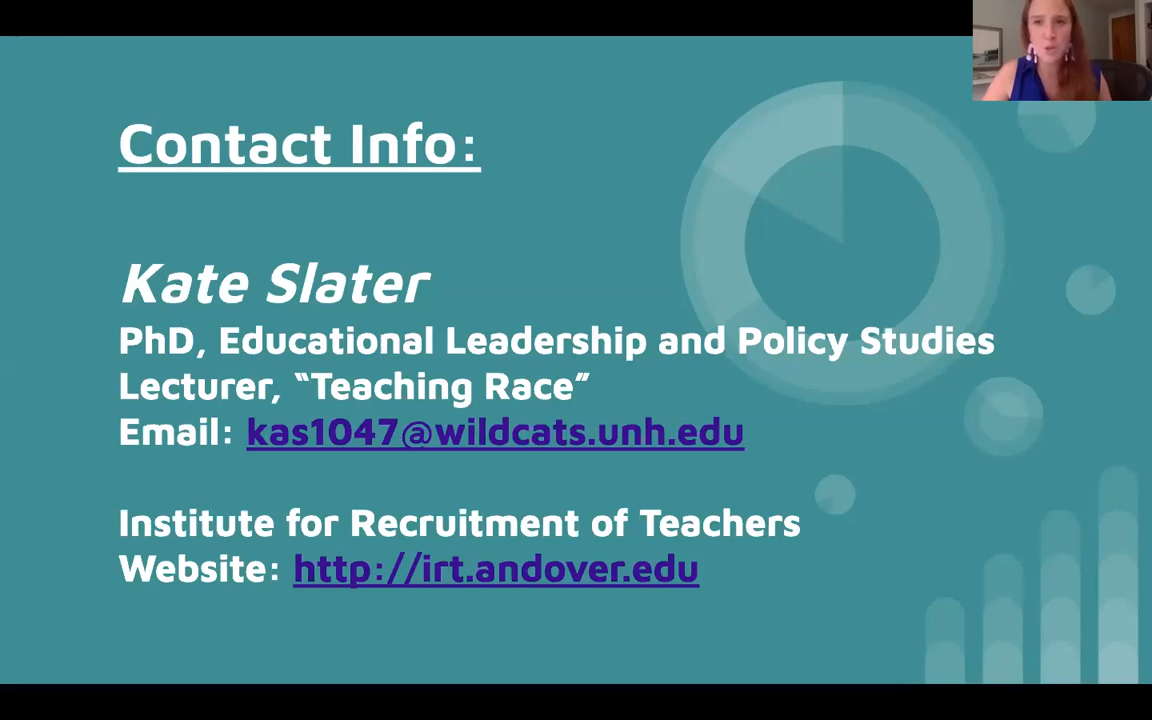 Contact Info:
Kate Slater
PhD, Educational Leadership and Policy Studies
Lecturer, “Teaching Race”
Email: kas1047@wildcats.unh.edu
Institute for Recruitment of Teachers
Website: http://irt.andover.edu